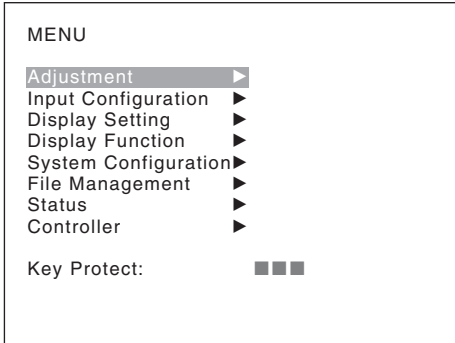 MENU
Adjustment ▶
Input Configuration ▶
Display Setting ▶
Display Function ▶
System Configuration▶
File Management ▶
Status ▶
Controller ▶
Key Protect: ■■■